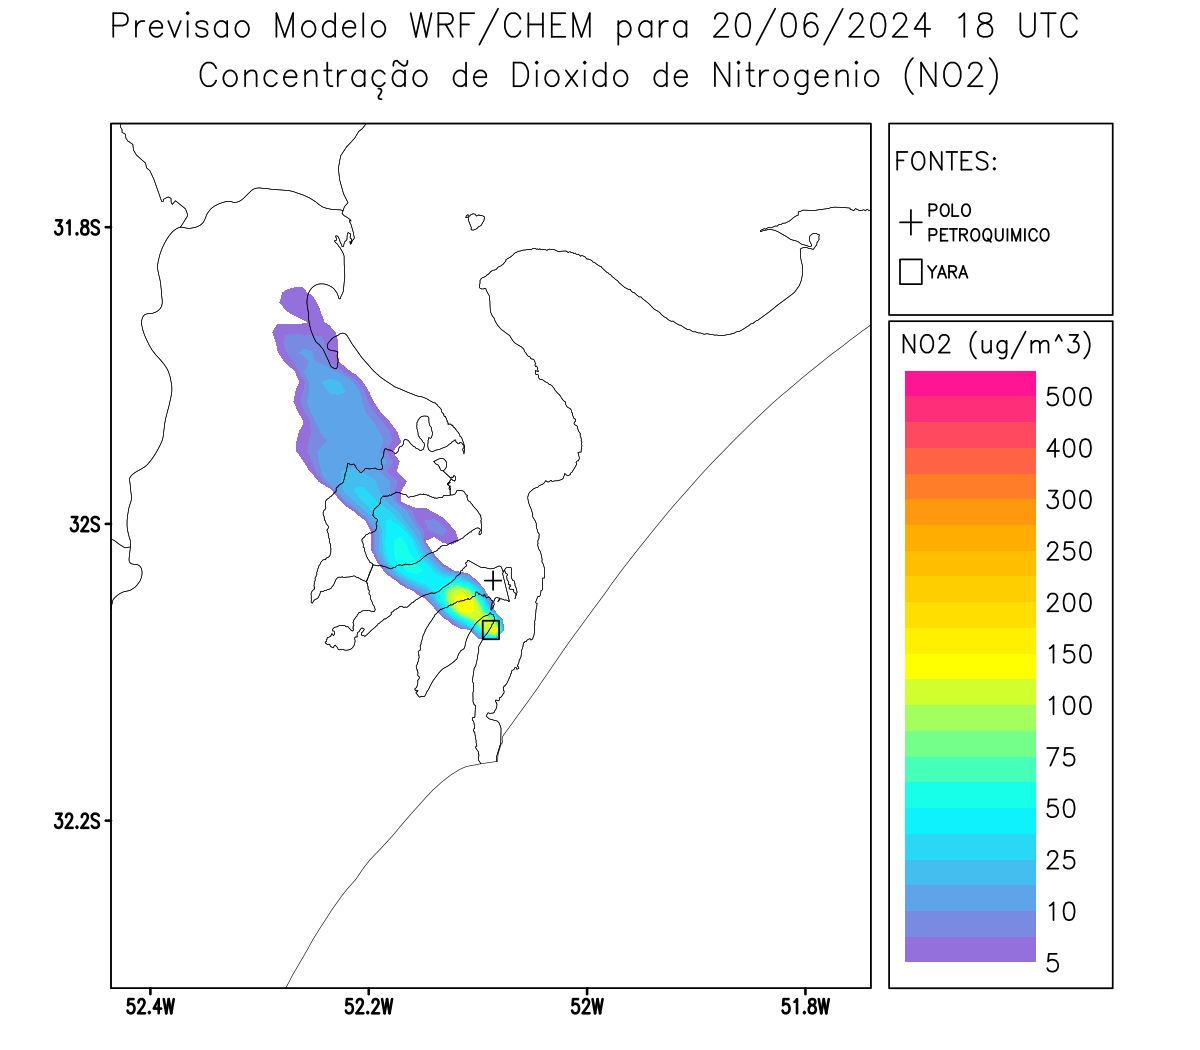 Previsao Modelo WRF/CHEM para 20/06/2024 18 UTC
Concentração de Dioxido de Nitrogenio (NO2)
FONTES:
POLO
PETROQUIMICO
YARA
NO2 (ug/m^3)
500
400
300
250
200
150
100
75
50
25
10
5
31.8S
32S
32.2S
52.4W
52.2W
52W
51.8W